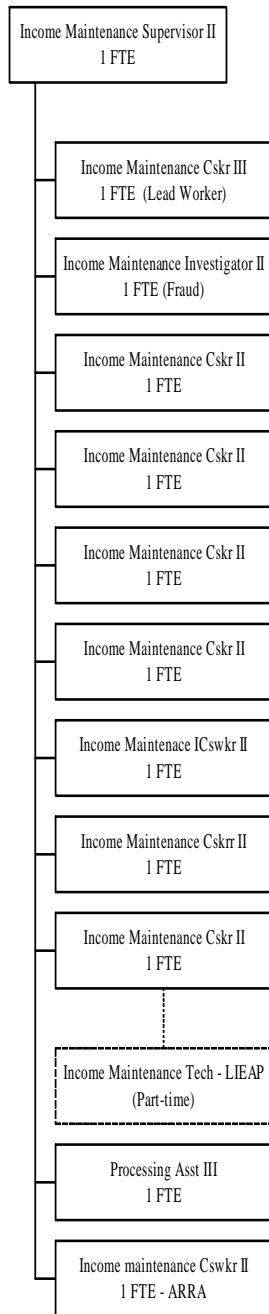 Income Maintenance Supervisor II
1 FTE
Income Maintenance Cskr III
1 FTE (Lead Worker)
Income Maintenance Investigator II
1 FTE (Fraud)
Income Maintenance Cskr II
1 FTE
Income Maintenance Cskr II
1 FTE
Income Maintenance Cskr II
1 FTE
Income Maintenance Cskr II
1 FTE
Income Maintenace ICswkr II
1 FTE
Income Maintenance Cskrr II
1 FTE
Income Maintenance Cskr II
1 FTE
Income Maintenance Tech - LIEAP
(Part-time)
Processing Asst III
1 FTE
Income maintenance Cswkr II
1 FTE - ARRA